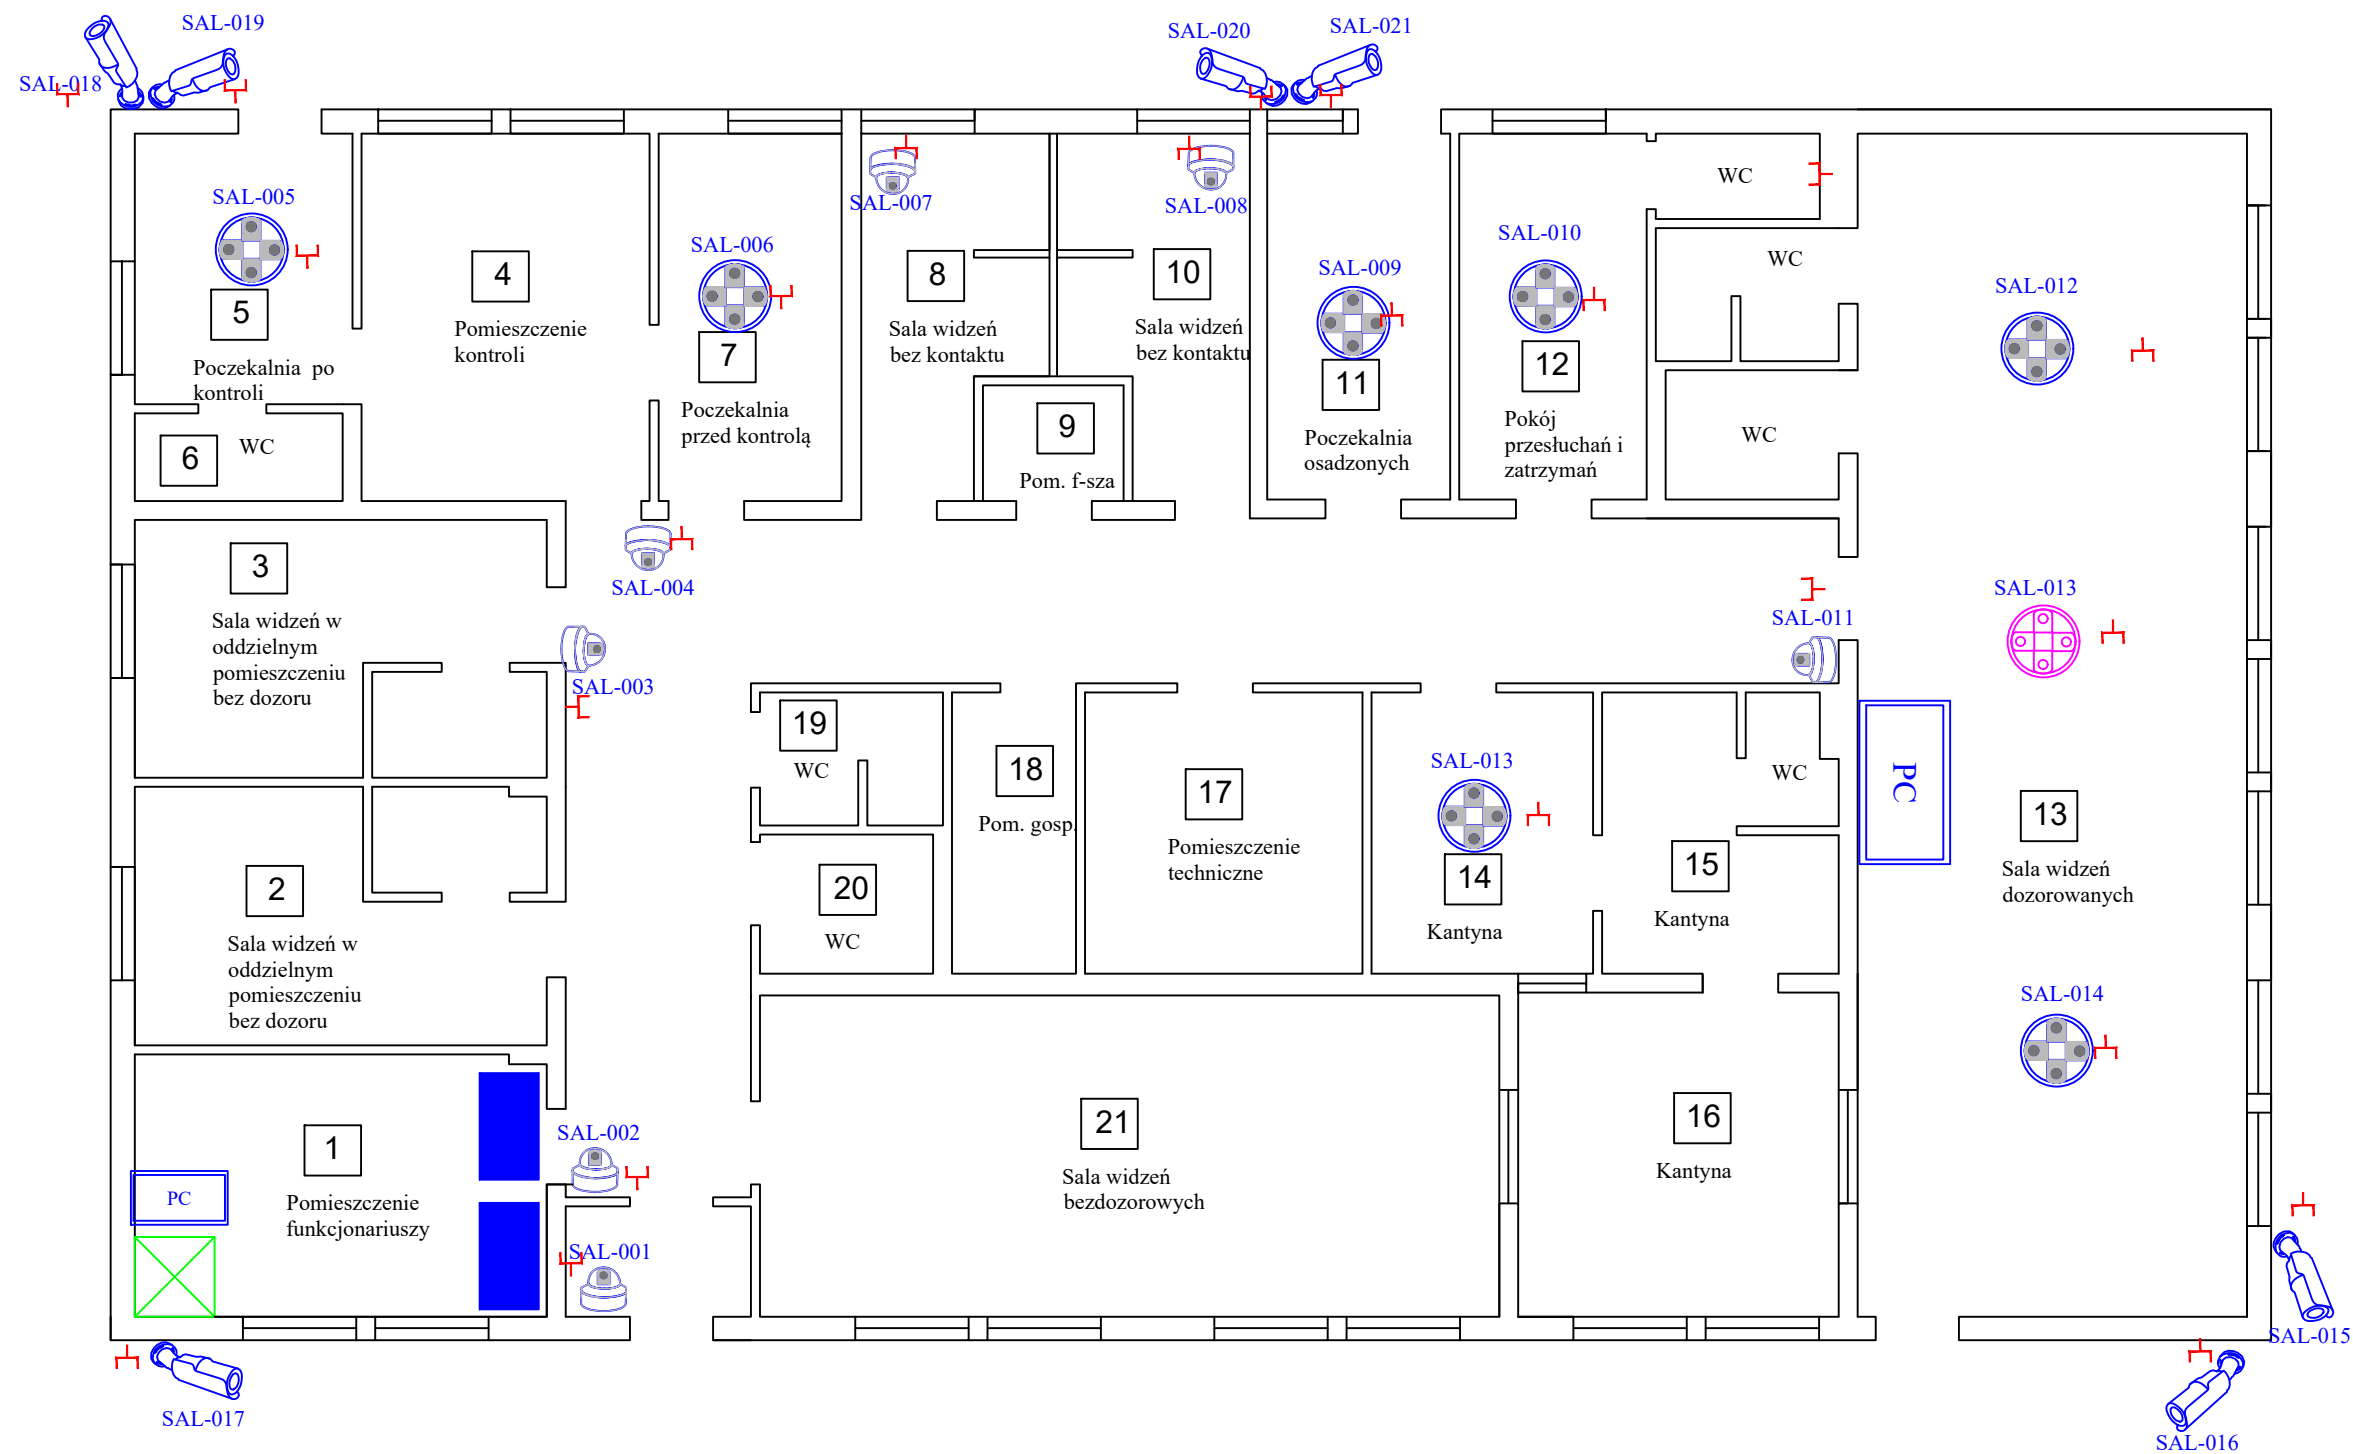 SAL-019
SAL-018
SAL-020
SAL-021
SAL-005
5
Poczekalnia po
kontroli
6
WC
4
Pomieszczenie
kontroli
SAL-006
7
Poczekalnia
przed kontrolą
SAL-007
8
Sala widzeń
bez kontaktu
SAL-008
10
Sala widzeń
bez kontaktu
9
Pom. f-sza
SAL-009
11
Poczekalnia
osadzonych
SAL-010
12
Pokój
przesłuchań i
zatrzymań
WC
WC
WC
SAL-012
SAL-004
3
Sala widzeń w
oddzielnym
pomieszczeniu
bez dozoru
SAL-003
SAL-011
SAL-013
19
WC
18
Pom. gosp.
17
Pomieszczenie
techniczne
SAL-013
14
Kantyna
15
Kantyna
WC
PC
13
Sala widzeń
dozorowanych
2
Sala widzeń w
oddzielnym
pomieszczeniu
bez dozoru
20
WC
SAL-014
1
Pomieszczenie
funkcjonariuszy
PC
SAL-002
SAL-001
21
Sala widzeń
bezdozorowych
16
Kantyna
SAL-015
SAL-017
SAL-016